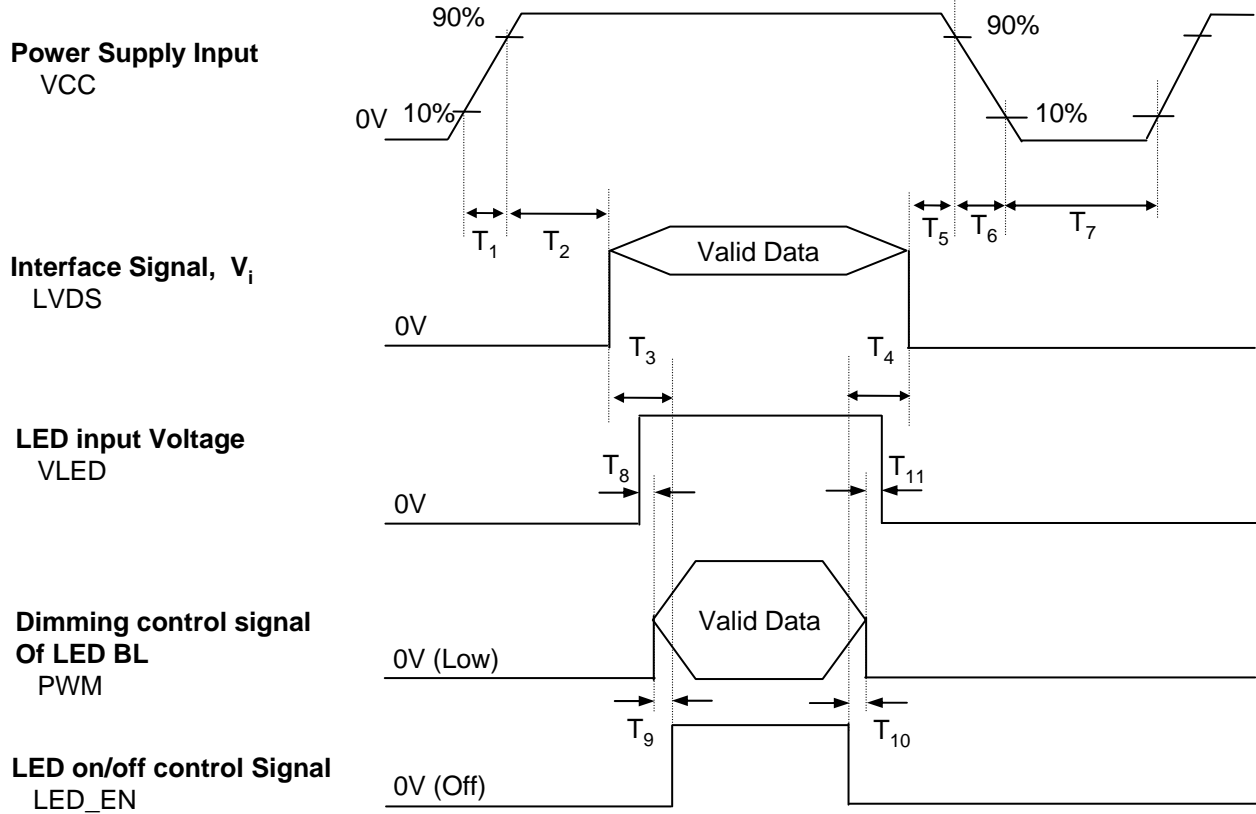 90%
90%
Power Supply Input
VCC
0V 10%
10%
T1
T2
T5
T6
T7
Valid Data
Interface Signal, Vi
LVDS
0V
T3
T4
LED input Voltage
VLED
T8
T11
0V
Dimming control signal
Of LED BL
PWM
Valid Data
0V (Low)
T9
T10
LED on/off control Signal
LED_EN
0V (Off)